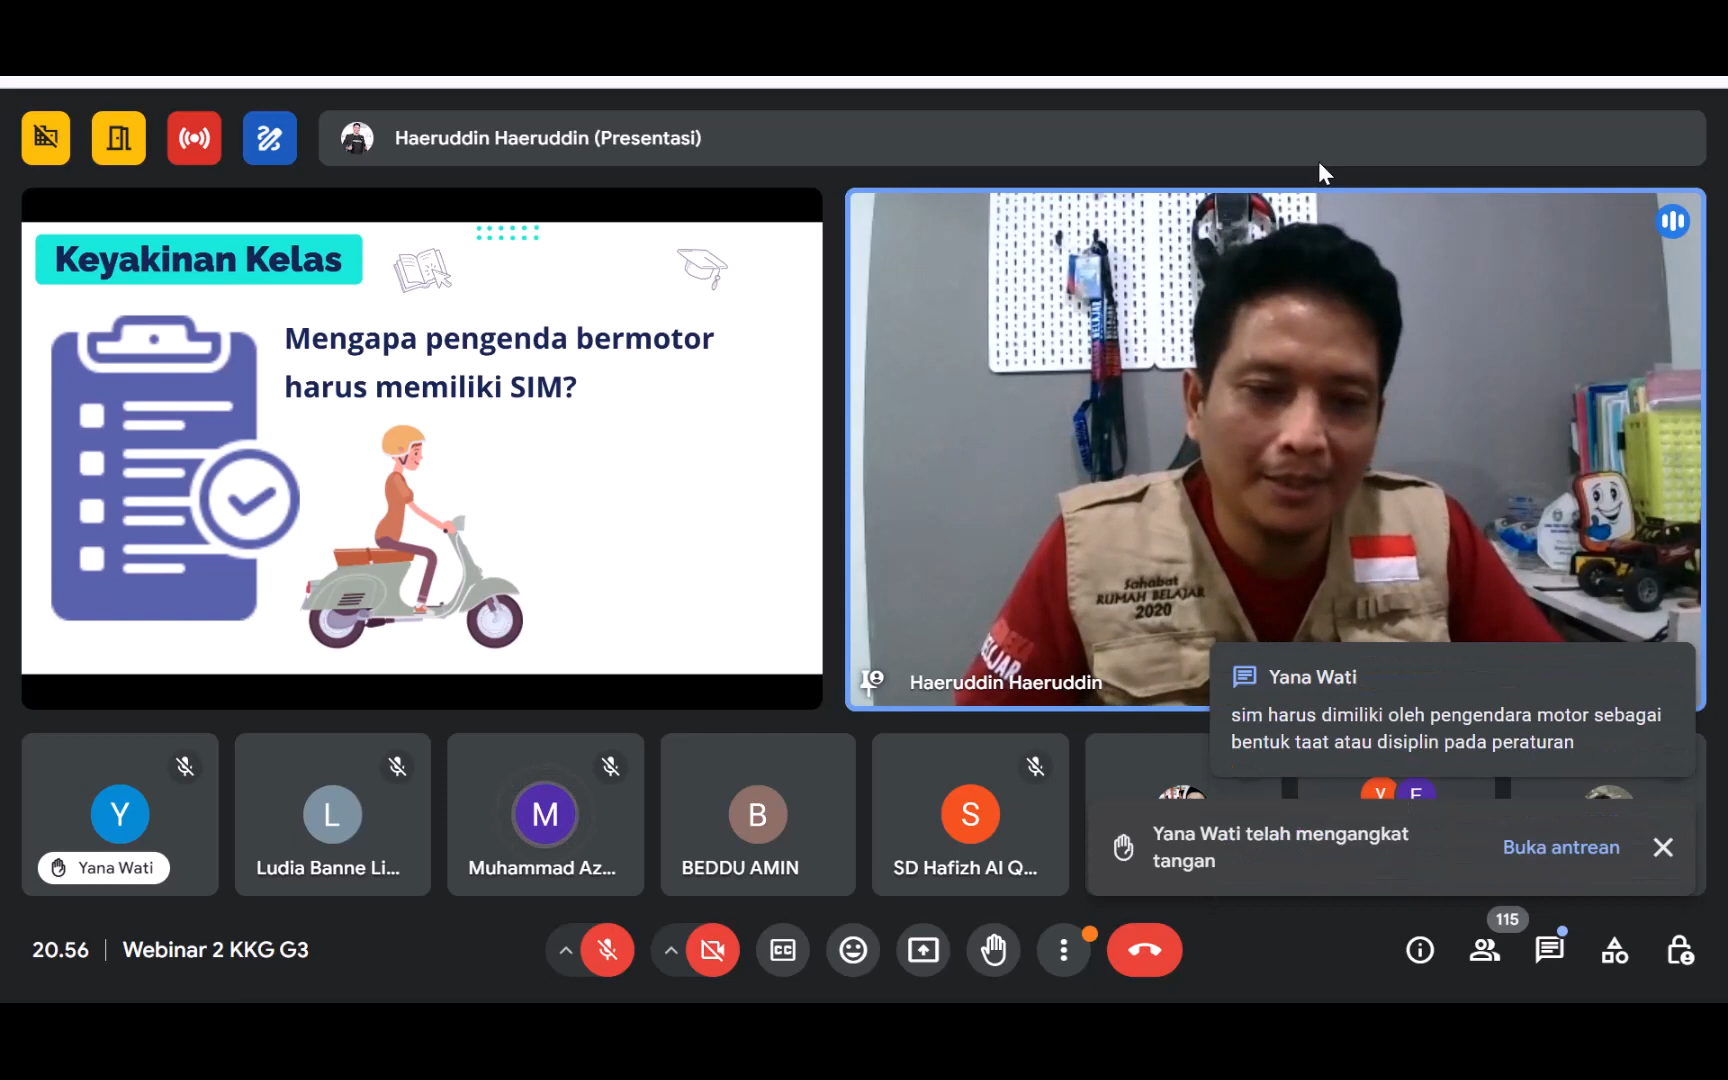 Haeruddin Haeruddin (Presentasi)
Keyakinan Kelas
Mengapa pengenda bermotor
harus memiliki SIM?
Sahabat
RUMAH BELAJAR
2020
Haeruddin Haeruddin
Yana Wati
sim harus dimiliki oleh pengendara motor sebagai
bentuk taat atau disiplin pada peraturan
Y
L
M
B
S
Yana Wati
Ludia Banne Li...
Muhammad Az...
BEDDU AMIN
SD Hafizh Al Q...
Yana Wati telah mengangkat
tangan
Buka antrean
20.56
Webinar 2 KKG G3
CC
115